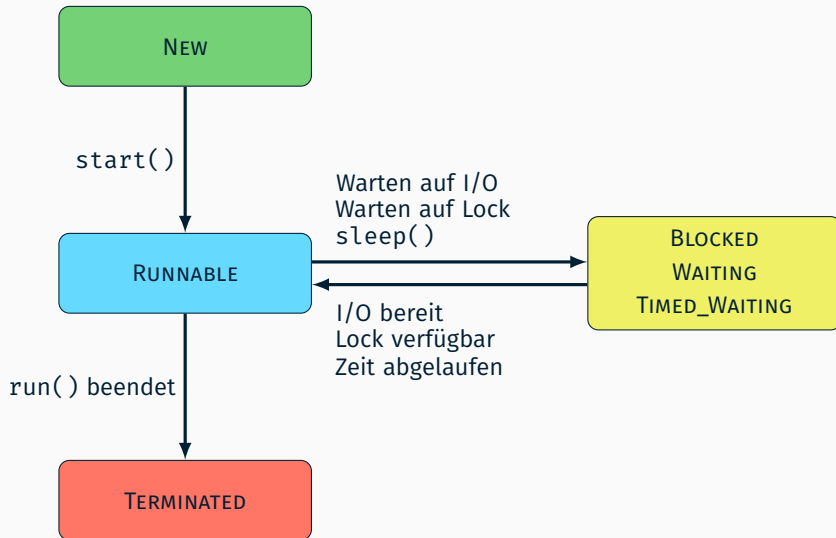 New
start()
Warten auf I/O
Warten auf Lock
sleep()
Runnable
Blocked
Waiting
Timed_Waiting
I/O bereit
Lock verfügbar
Zeit abgelaufen
run() beendet
Terminated